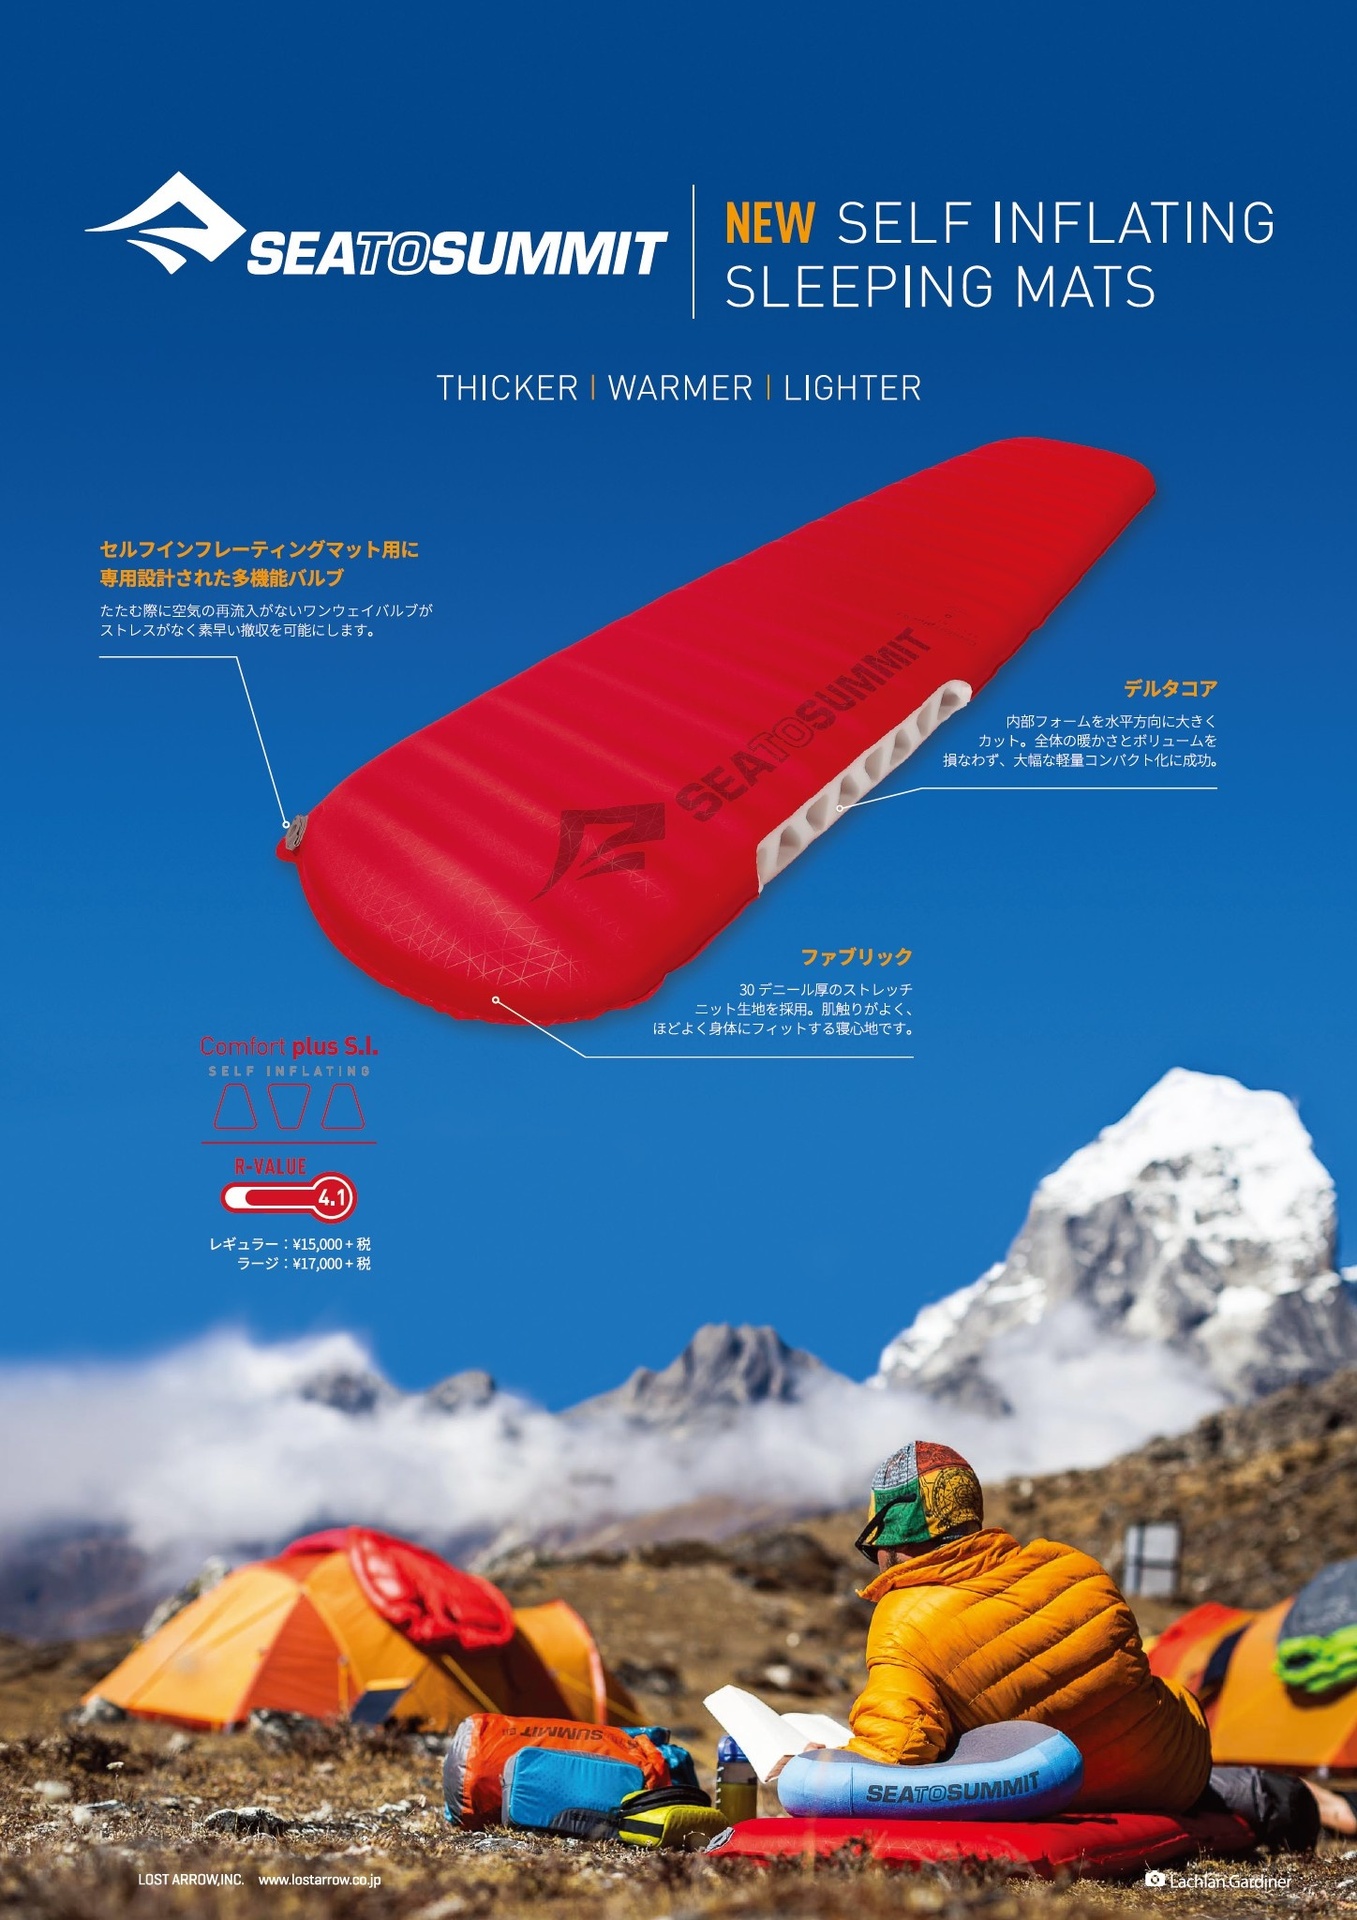 SEATOSUMMIT
NEW SELF INFLATING
SLEEPING MATS
THICKER | WARMER | LIGHTER
セルフインフレーティングマット用に
専用設計された多機能バルブ
たたむ際に空気の再流入がないワンウェイバルブが
ストレスがなく素早い撤収を可能にします。
SEATOSUMMIT
デルタコア
内部フォームを水平方向に大きく
カット。全体の暖かさとボリュームを
損なわず、大幅な軽量コンパクト化に成功。
ファブリック
30 デニール厚のストレッチ
ニット生地を採用。肌触りがよく、
ほどよく身体にフィットする寝心地です。
Comfort plus S.I.
SELF INFLATING
R-VALUE
4.1
レギュラー：¥15,000 + 税
ラージ：¥17,000 + 税
SUMMIT
SEATOSUMMIT
LOST ARROW,INC. www.lostarrow.co.jp
Lachlan.Gardiner